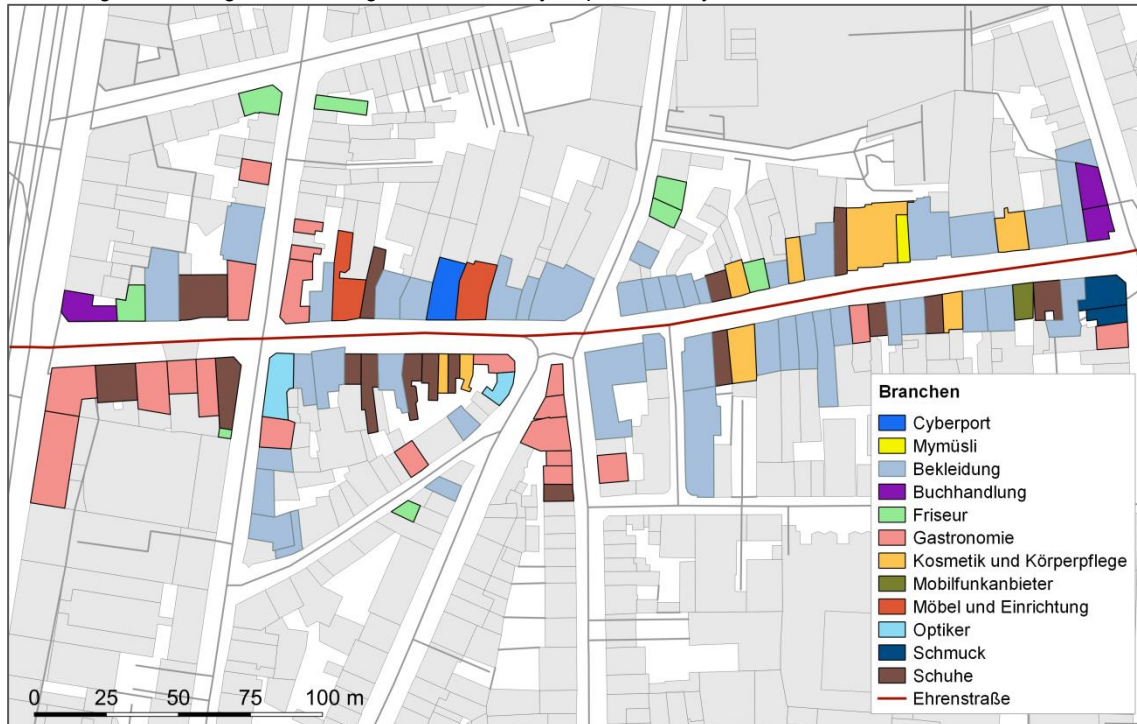 Branchen
Cyberport
Mymüsli
Bekleidung
Buchhandlung
Friseur
Gastronomie
Kosmetik und Körperpflege
Mobilfunkanbieter
Möbel und Einrichtung
Optiker
Schmuck
Schuhe
Ehrenstraße
0 25 50 75 100 m